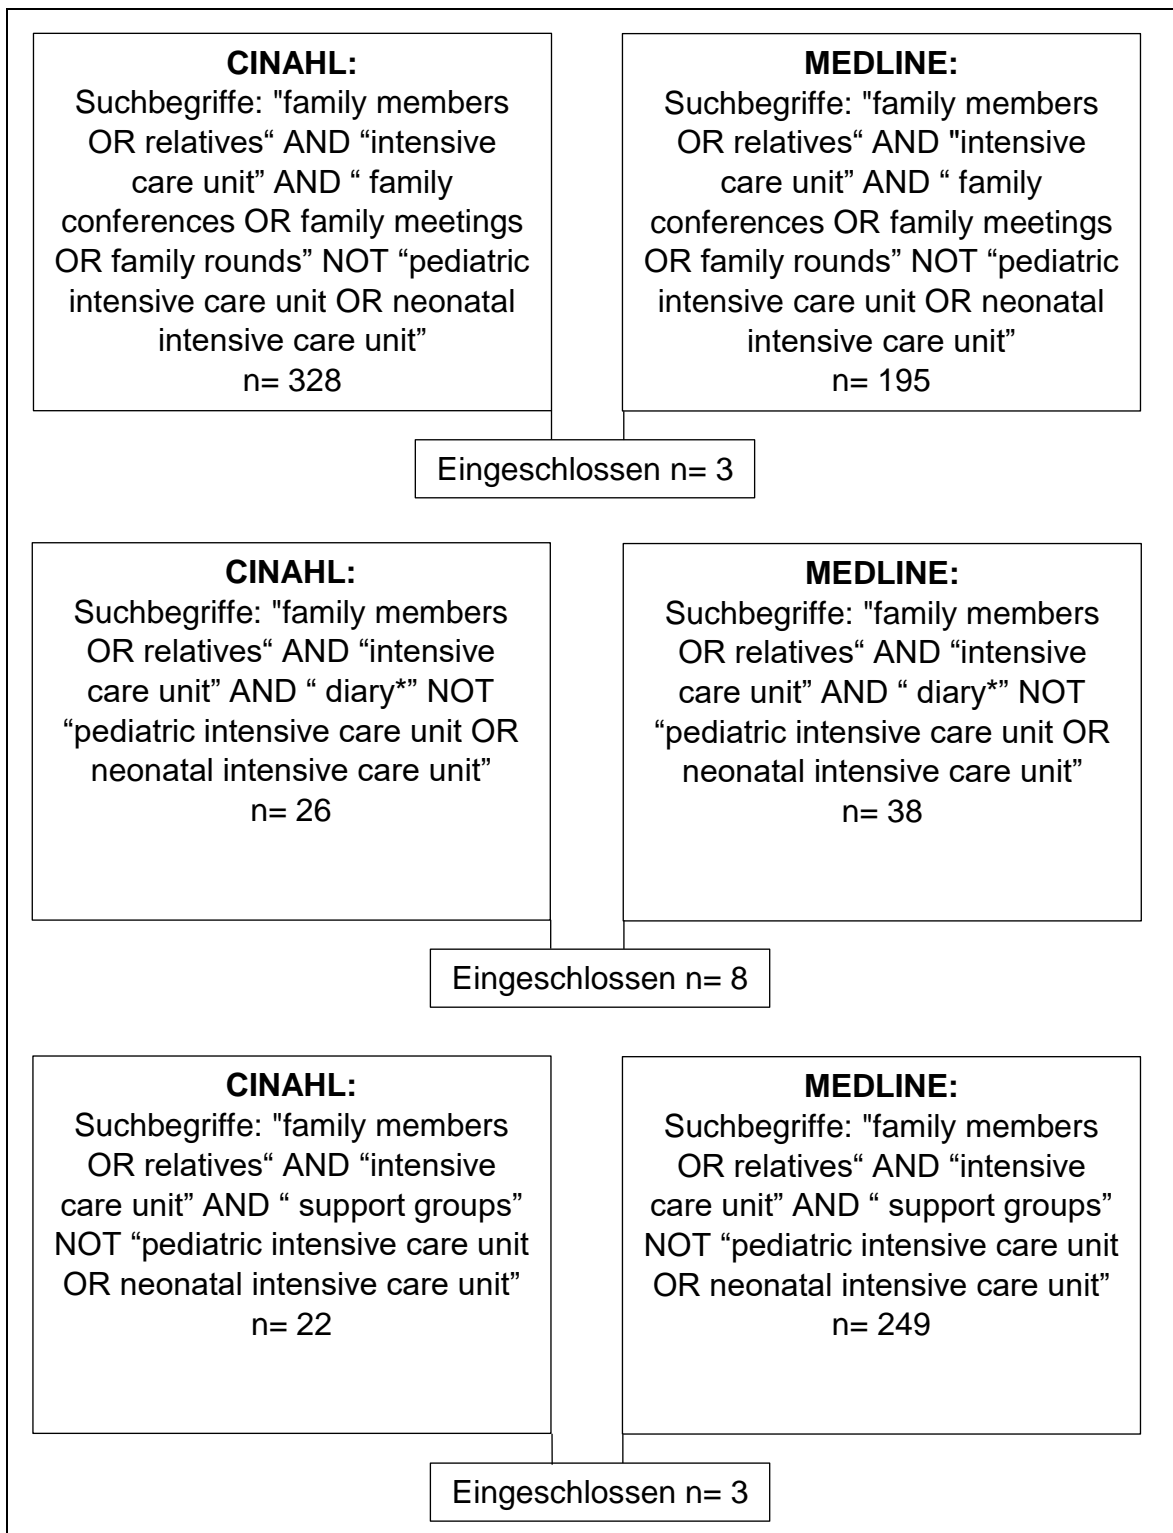 CINAHL:
Suchbegriffe: "family members
OR relatives“ AND “intensive
care unit” AND “ family
conferences OR family meetings
OR family rounds” NOT “pediatric
intensive care unit OR neonatal
intensive care unit”
n= 328
MEDLINE:
Suchbegriffe: "family members
OR relatives“ AND "intensive
care unit” AND “ family
conferences OR family meetings
OR family rounds” NOT “pediatric
intensive care unit OR neonatal
intensive care unit”
n= 195
Eingeschlossen n= 3
CINAHL:
Suchbegriffe: "family members
OR relatives“ AND “intensive
care unit” AND “ diary*” NOT
“pediatric intensive care unit OR
neonatal intensive care unit”
n= 26
MEDLINE:
Suchbegriffe: "family members
OR relatives“ AND “intensive
care unit” AND “ diary*” NOT
“pediatric intensive care unit OR
neonatal intensive care unit”
n= 38
Eingeschlossen n= 8
CINAHL:
Suchbegriffe: "family members
OR relatives“ AND “intensive
care unit” AND “ support groups”
NOT “pediatric intensive care unit
OR neonatal intensive care unit”
n= 22
MEDLINE:
Suchbegriffe: "family members
OR relatives“ AND “intensive
care unit” AND “ support groups”
NOT “pediatric intensive care unit
OR neonatal intensive care unit”
n= 249
Eingeschlossen n= 3